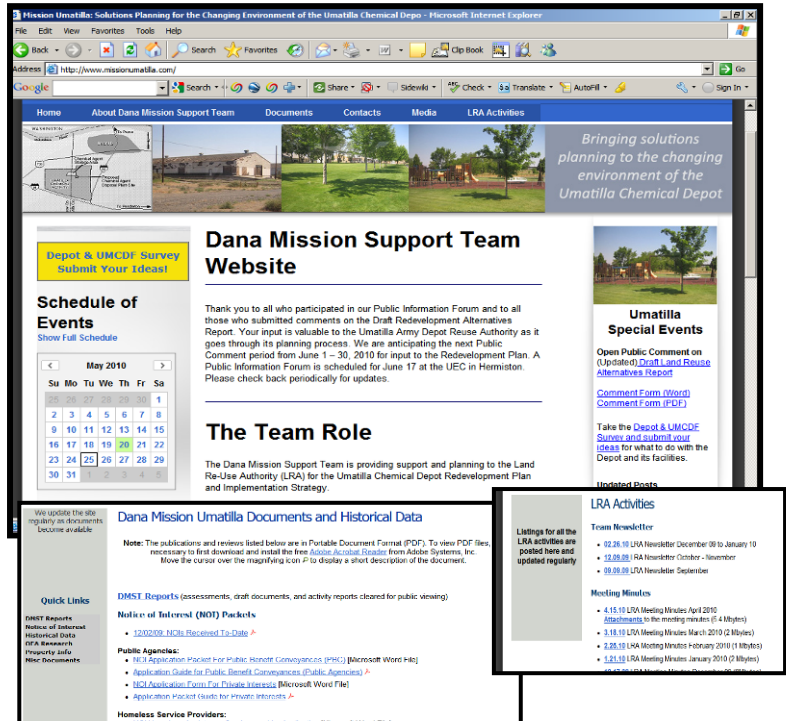 Mission Umatilla: Solutions Planning for the Changing Environment of the Umatilla Chemical Depo - Microsoft Internet Explorer
File Edit View Favorites Tools Help
Back Search Favorites Clip Book
Address http://www.missionumatilla.com/ Go
Google Search Share Sidewiki Check Translate AutoFill Sign In
Home About Dana Mission Support Team Documents Contacts Media LRA Activities
Bringing solutions
planning to the changing
environment of the
Umatilla Chemical Depot
Depot & UMCDF Survey
Submit Your Ideas!
Schedule of
Events
Show Full Schedule
< May 2010 >
Su Mo Tu We Th Fr Sa
25 26 27 28 29 30 1
2 3 4 5 6 7 8
9 10 11 12 13 14 15
16 17 18 19 20 21 22
23 24 25 26 27 28 29
30 31 1 2 3 4 5
Dana Mission Support Team
Website
Thank you to all who participated in our Public Information Forum and to all
those who submitted comments on the Draft Redevelopment Alternatives
Report. Your input is valuable to the Umatilla Army Depot Reuse Authority as it
goes through its planning process. We are anticipating the next Public
Comment period from June 1 – 30, 2010 for input to the Redevelopment Plan. A
Public Information Forum is scheduled for June 17 at the UEC in Hermiston.
Please check back periodically for updates.
The Team Role
The Dana Mission Support Team is providing support and planning to the Land
Re-Use Authority (LRA) for the Umatilla Chemical Depot Redevelopment Plan
and Implementation Strategy.
Umatilla
Special Events
Open Public Comment on
(Updated) Draft Land Reuse
Alternatives Report
Comment Form (Word)
Comment Form (PDF)
Take the Depot & UMCDF
Survey and submit your
ideas for what to do with the
Depot and its facilities.
Updated Posts
We update the site
regularly as documents
become available
Quick Links
DMST Reports
Notice of Interest
Historical Data
OEA Research
Property Info
Misc Documents
Dana Mission Umatilla Documents and Historical Data
Note: The publications and reviews listed below are in Portable Document Format (PDF). To view PDF files,
necessary to first download and install the free Adobe Acrobat Reader from Adobe Systems, Inc.
Move the cursor over the magnifying icon to display a short description of the document.
DMST Reports (assessments, draft documents, and activity reports cleared for public viewing)
Notice of Interest (NOI) Packets
• 12/02/09: NOIs Received To-Date
Public Agencies:
• NOI Application Packet For Public Benefit Conveyances (PBC) [Microsoft Word File]
• Application Guide for Public Benefit Conveyances (Public Agencies)
• NOI Application Form For Private Interests [Microsoft Word File]
• Application Packet Guide for Private Interests
Homeless Service Providers:
Listings for all the
LRA activities are
posted here and
updated regularly
LRA Activities
Team Newsletter
• 02.26.10 LRA Newsletter December 09 to January 10
• 12.09.09 LRA Newsletter October - November
• 09.09.09 LRA Newsletter September
Meeting Minutes
• 4.15.10 LRA Meeting Minutes April 2010
Attachments to the meeting minutes (5.4 Mbytes)
• 3.18.10 LRA Meeting Minutes March 2010 (2 Mbytes)
• 2.25.10 LRA Meeting Minutes February 2010 (1 Mbytes)
• 1.21.10 LRA Meeting Minutes January 2010 (2 Mbytes)